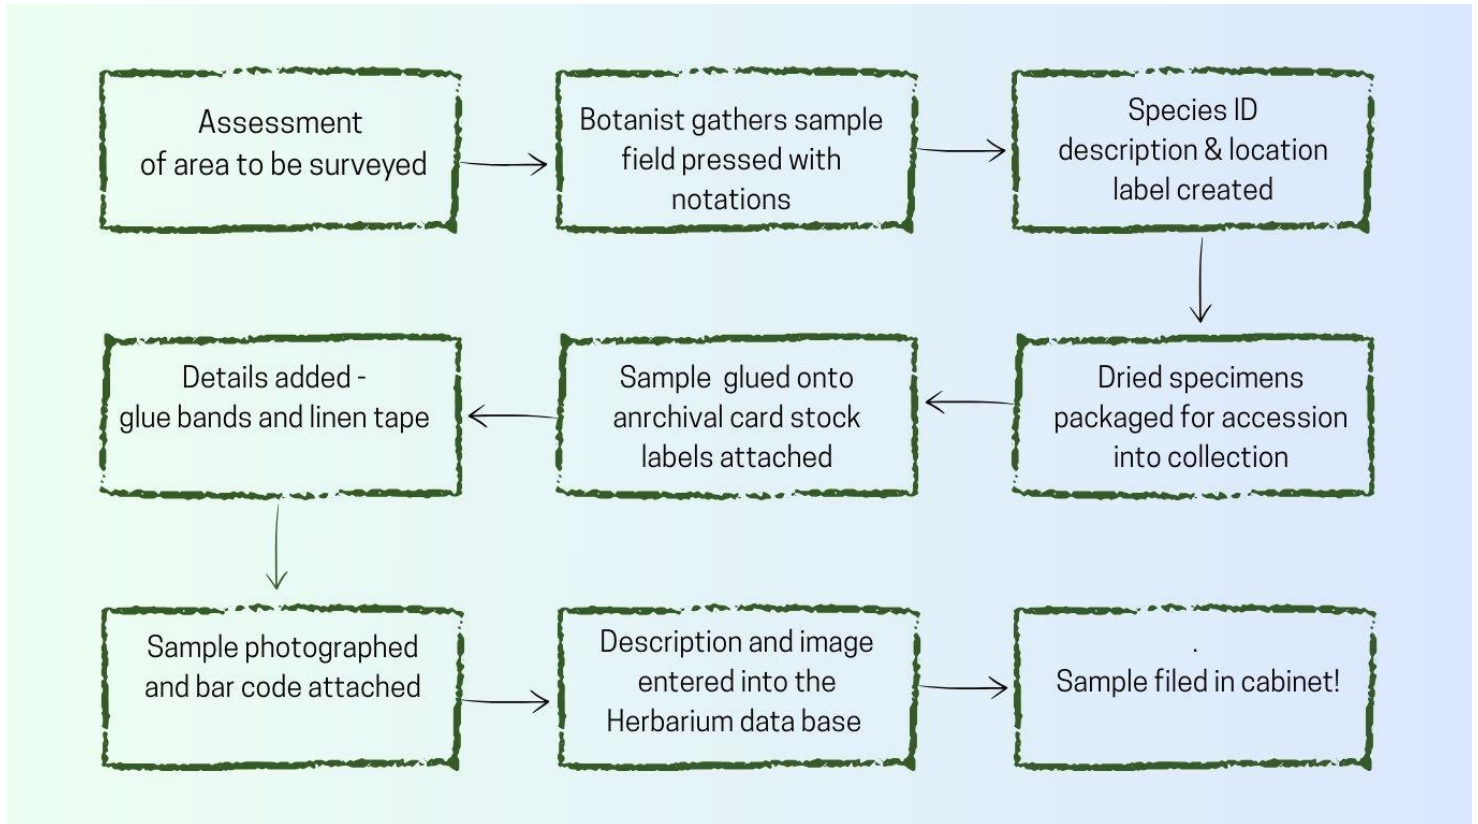 Assessment
of area to be surveyed
Botanist gathers sample
field pressed with
notations
Species ID
description & location
label created
Dried specimens
packaged for accession
into collection
Sample glued onto
anrchival card stock
labels attached
Details added -
glue bands and linen tape
Sample photographed
and bar code attached
Description and image
entered into the
Herbarium data base
.
Sample filed in cabinet!